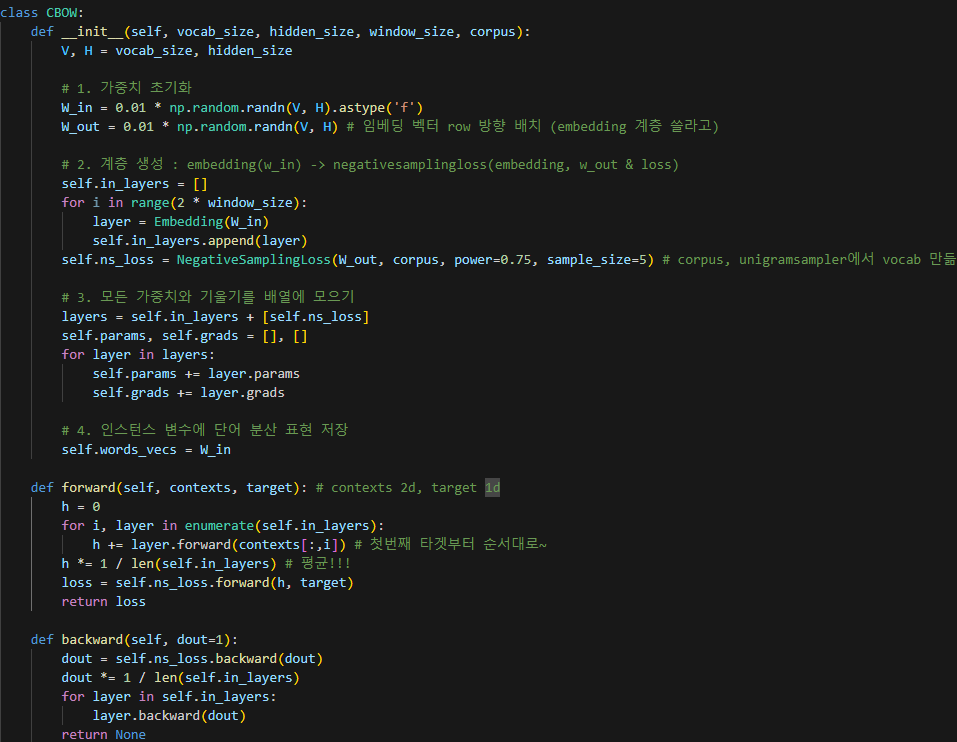 class CBOW:
    def __init__(self, vocab_size, hidden_size, window_size, corpus):
        V, H = vocab_size, hidden_size

        # 1. 가중치 초기화
        W_in = 0.01 * np.random.randn(V, H).astype('f')
        W_out = 0.01 * np.random.randn(V, H) # 임베딩 벡터 row 방향 배치 (embedding 계층 쓸라고)

        # 2. 계층 생성 : embedding(w_in) -> negativesamplingloss(embedding, w_out & loss)
        self.in_layers = []
        for i in range(2 * window_size):
            layer = Embedding(W_in)
            self.in_layers.append(layer)
        self.ns_loss = NegativeSamplingLoss(W_out, corpus, power=0.75, sample_size=5) # corpus, unigramsampler에서 vocab 만듦

        # 3. 모든 가중치와 기울기를 배열에 모으기
        layers = self.in_layers + [self.ns_loss]
        self.params, self.grads = [], []
        for layer in layers:
            self.params += layer.params
            self.grads += layer.grads

        # 4. 인스턴스 변수에 단어 분산 표현 저장
        self.words_vecs = W_in

    def forward(self, contexts, target): # contexts 2d, target 1d
        h = 0
        for i, layer in enumerate(self.in_layers):
            h += layer.forward(contexts[:,i]) # 첫번째 타겟부터 순서대로~
        h *= 1 / len(self.in_layers) # 평균!!!
        loss = self.ns_loss.forward(h, target)
        return loss

    def backward(self, dout=1):
        dout = self.ns_loss.backward(dout)
        dout *= 1 / len(self.in_layers)
        for layer in self.in_layers:
            layer.backward(dout)
        return None